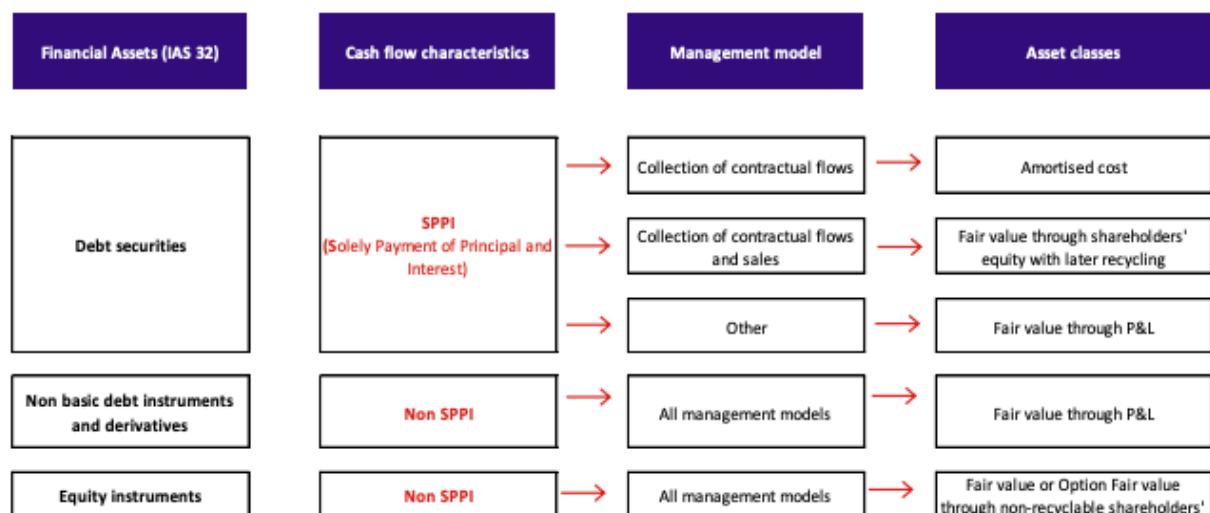 Financial Assets (IAS 32)
Cash flow characteristics
Management model
Asset classes
Debt securities
SPPI
(Solely Payment of Principal and
Interest)
Collection of contractual flows
Amortised cost
Collection of contractual flows
and sales
Fair value through shareholders'
equity with later recycling
Other
Fair value through P&L
Non basic debt instruments
and derivatives
Non SPPI
All management models
Fair value through P&L
Equity instruments
Non SPPI
All management models
Fair value or Option Fair value
through non-recyclable shareholders'